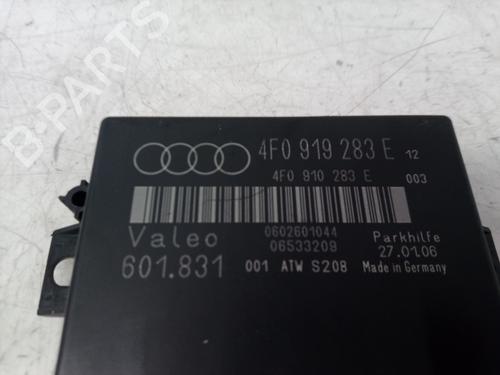 4F0 919 283 E 12
4F0 910 283 E 003
Valeo 0602601044 Parkhilfe
06533209 27.01.06
601.831 001 ATW S208 Made in Germany
B-PARTS